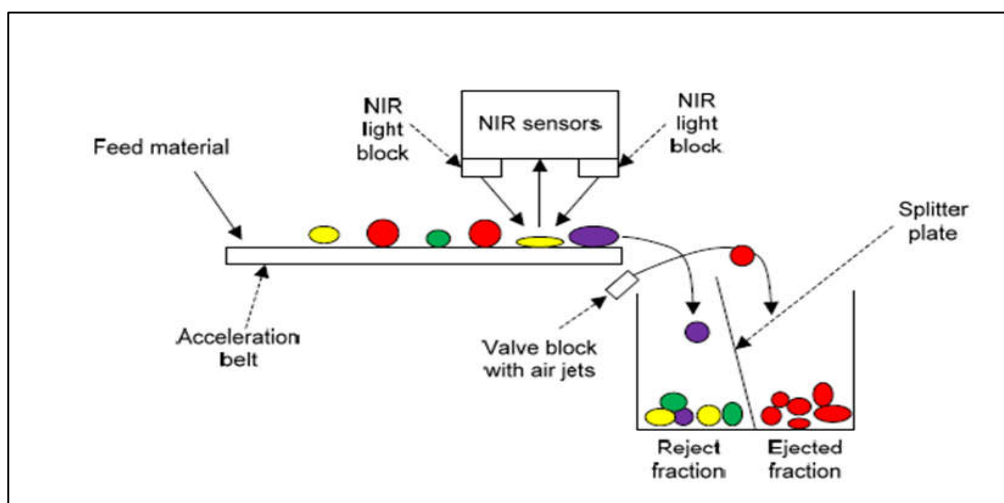 NIR
light
block
NIR sensors
NIR
light
block
Feed material
Splitter
plate
Acceleration
belt
Valve block
with air jets
Reject
fraction
Ejected
fraction